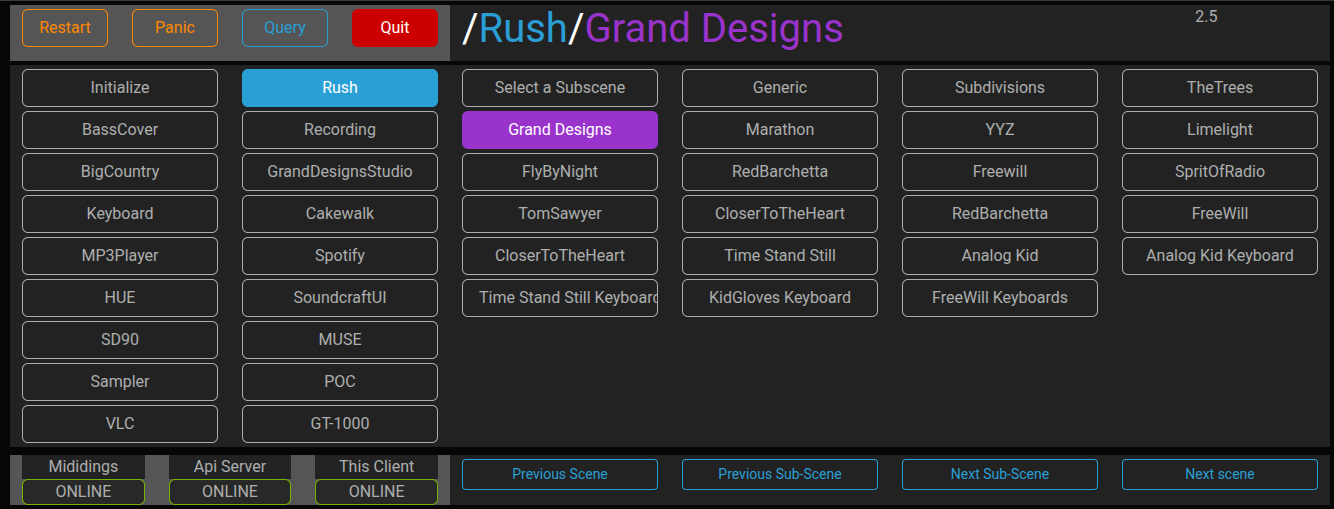 Restart Panic Query Quit /Rush/Grand Designs 2.5
Initialize Rush Select a Subscene Generic Subdivisions TheTrees
BassCover Recording Grand Designs Marathon YYZ Limelight
BigCountry GrandDesignsStudio FlyByNight RedBarchetta Freewill SpritOfRadio
Keyboard Cakewalk TomSawyer CloserToTheHeart RedBarchetta FreeWill
MP3Player Spotify CloserToTheHeart Time Stand Still Analog Kid Analog Kid Keyboard
HUE SoundcraftUI Time Stand Still Keyboard KidGloves Keyboard FreeWill Keyboards
SD90 MUSE
Sampler POC
VLC GT-1000
Mididings Api Server This Client Previous Scene Previous Sub-Scene Next Sub-Scene Next scene
ONLINE ONLINE ONLINE